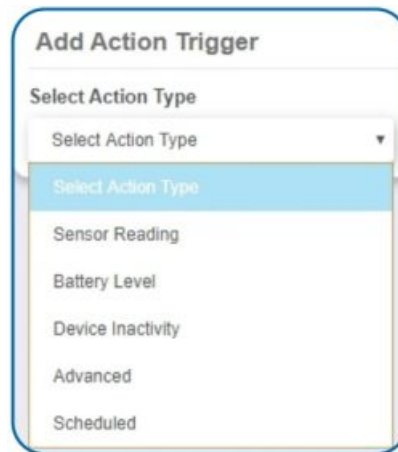 Add Action Trigger
Select Action Type
Select Action Type
Select Action Type
Sensor Reading
Battery Level
Device Inactivity
Advanced
Scheduled